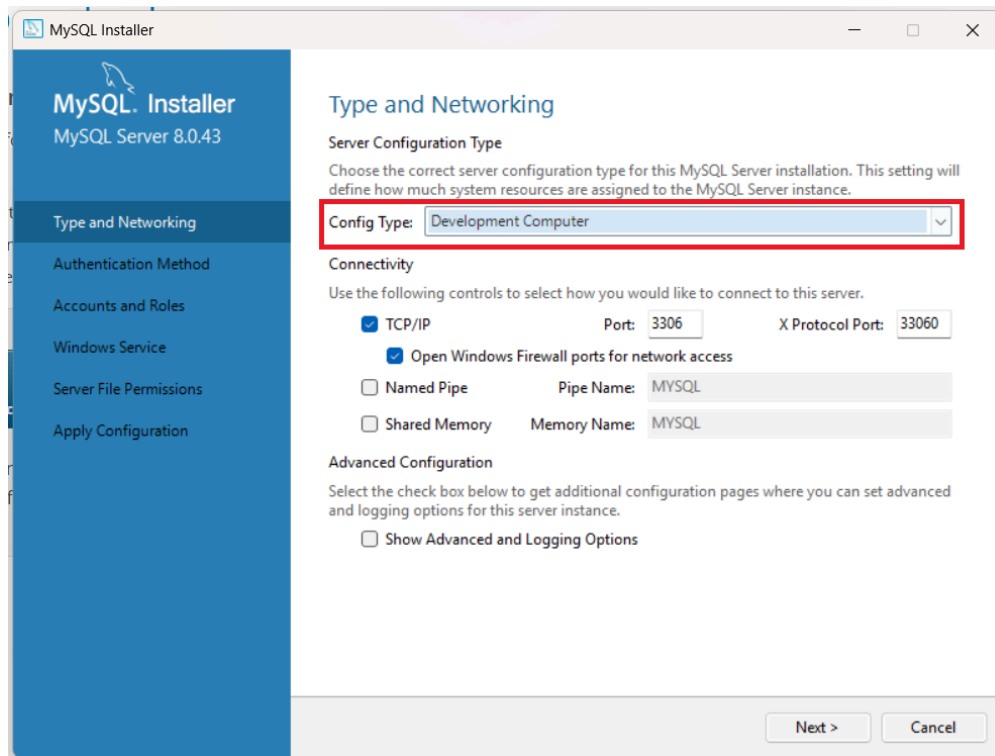 MySQL Installer
MySQL. Installer
MySQL Server 8.0.43
Type and Networking
Authentication Method
Accounts and Roles
Windows Service
Server File Permissions
Apply Configuration
Type and Networking
Server Configuration Type
Choose the correct server configuration type for this MySQL Server installation. This setting will
define how much system resources are assigned to the MySQL Server instance.
Config Type: Development Computer
Connectivity
Use the following controls to select how you would like to connect to this server.
TCP/IP Port: 3306 X Protocol Port: 33060
Open Windows Firewall ports for network access
Named Pipe Pipe Name: MYSQL
Shared Memory Memory Name: MYSQL
Advanced Configuration
Select the check box below to get additional configuration pages where you can set advanced
and logging options for this server instance.
Show Advanced and Logging Options
Next > Cancel